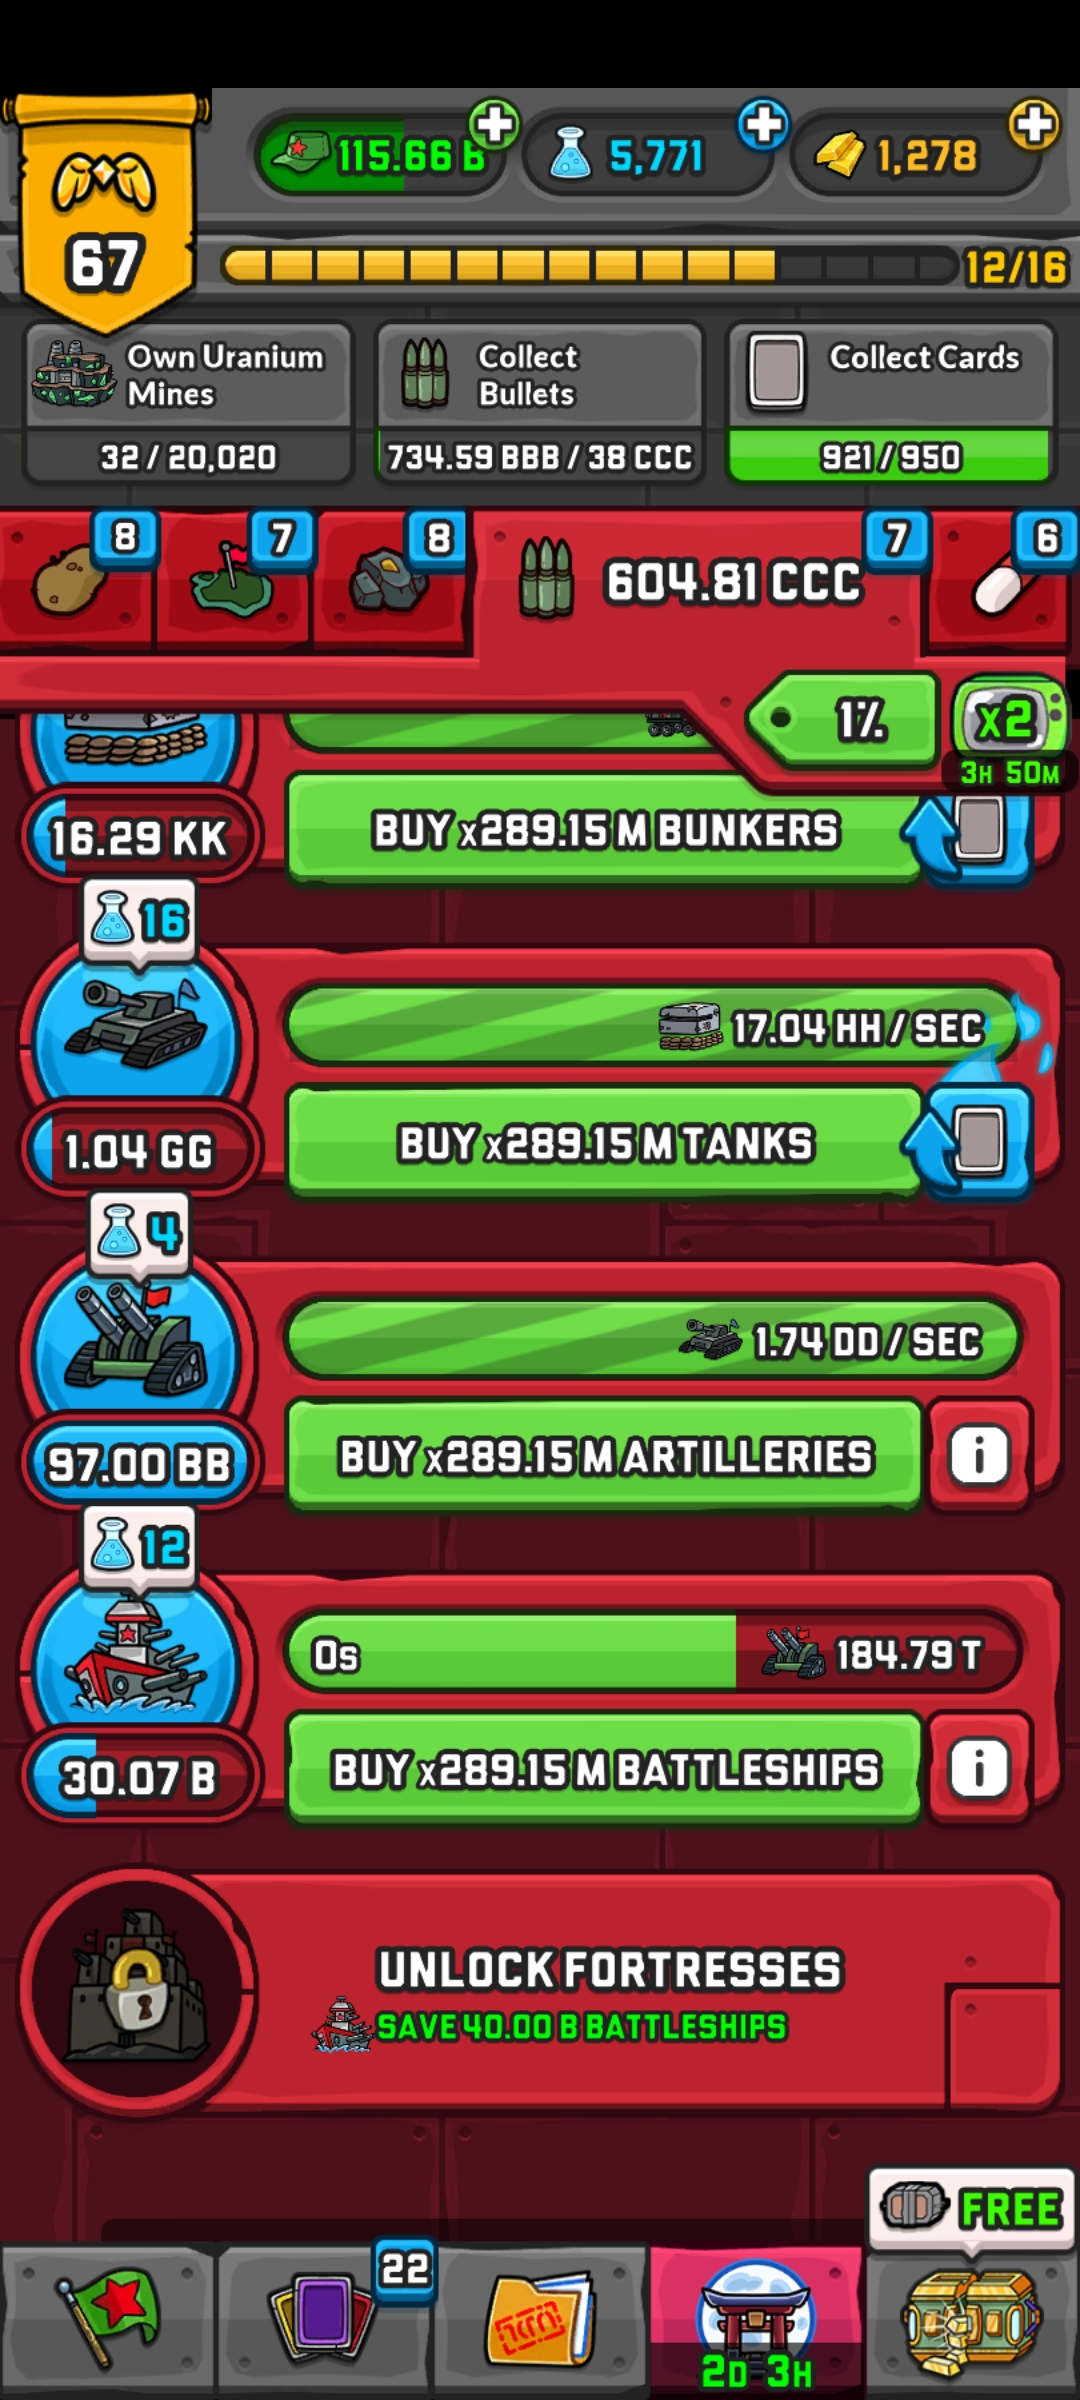 115.66 B
5,771
1,278
67
12/16
Own Uranium
Mines
32 / 20,020
Collect
Bullets
734.59 BBB / 38 CCC
Collect Cards
921 / 950
8
7
8
604.81 CCC
7
6
1%
x2
3H 50M
16.29 KK
BUY x289.15 M BUNKERS
16
17.04 HH / SEC
1.04 GG
BUY x289.15 M TANKS
4
1.74 DD / SEC
97.00 BB
BUY x289.15 M ARTILLERIES
12
0s
184.79 T
30.07 B
BUY x289.15 M BATTLESHIPS
UNLOCK FORTRESSES
SAVE 40.00 B BATTLESHIPS
FREE
22
2D 3H